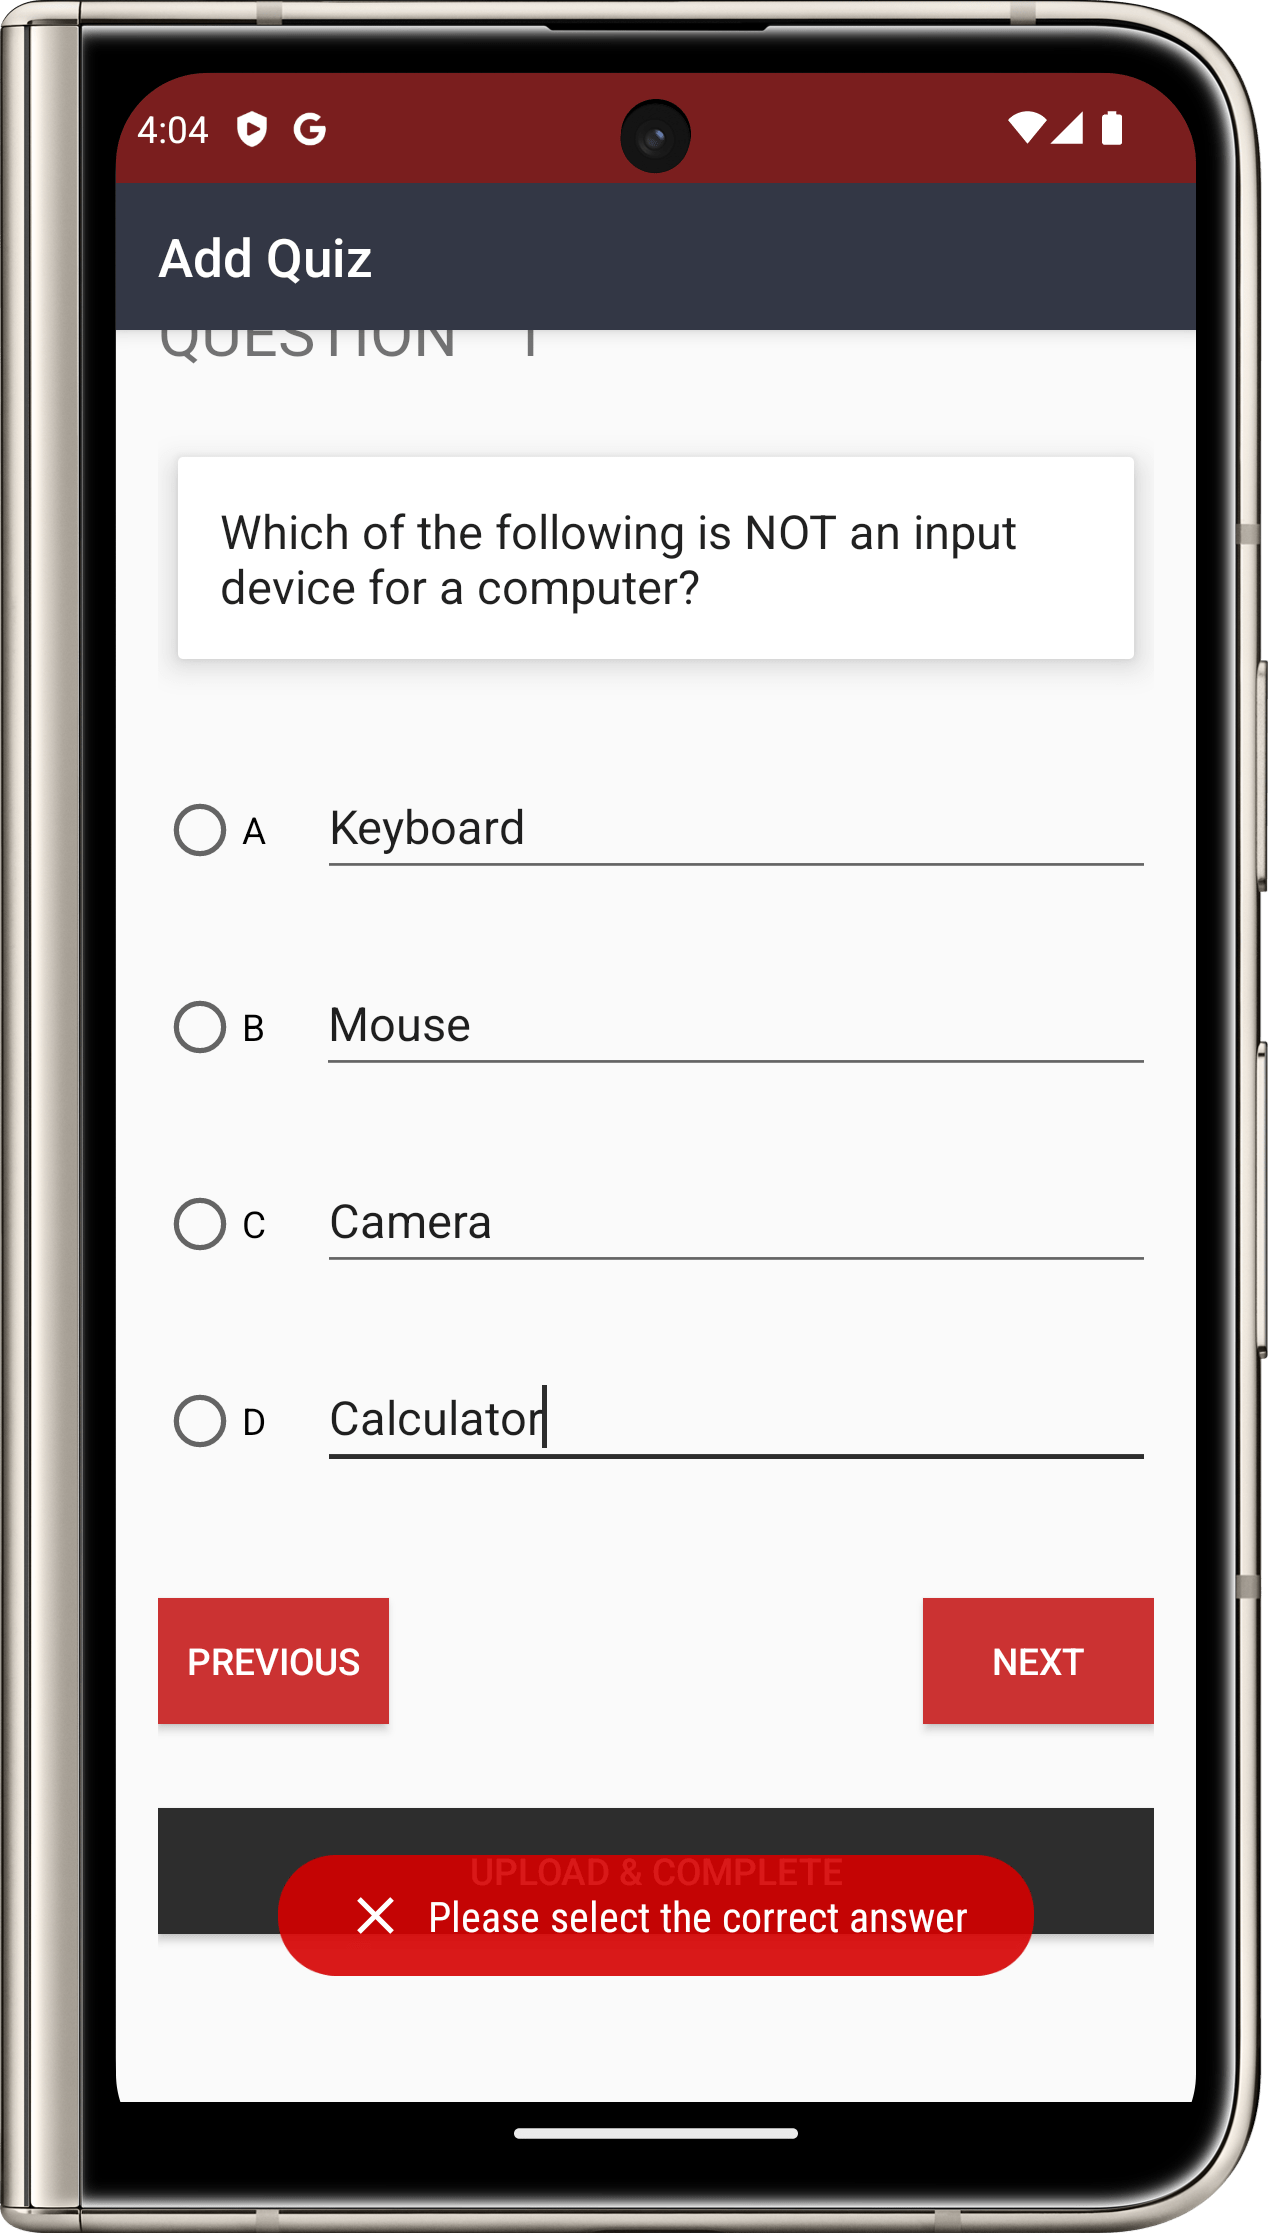 4:04
Add Quiz
QUESTION 1
Which of the following is NOT an input
device for a computer?
A Keyboard
B Mouse
C Camera
D Calculator
PREVIOUS NEXT
UPLOAD & COMPLETE
Please select the correct answer